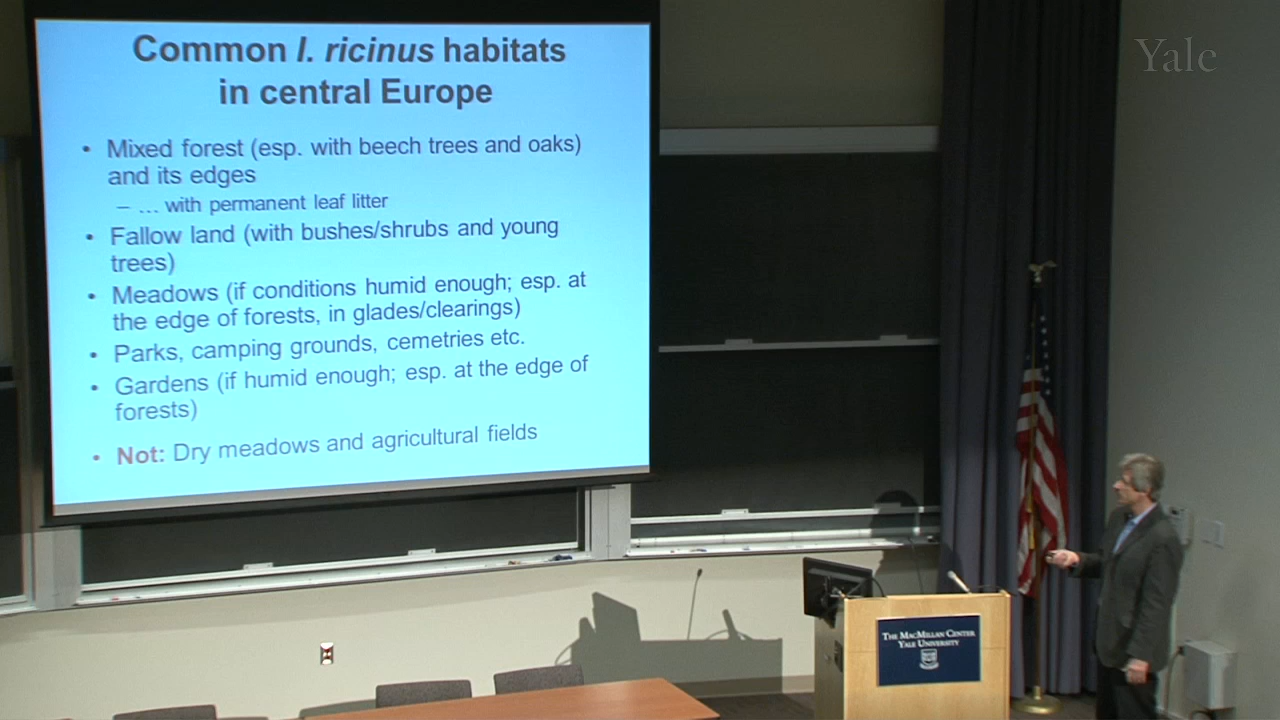 Common I. ricinus habitats
in central Europe
• Mixed forest (esp. with beech trees and oaks)
and its edges
– … with permanent leaf litter
• Fallow land (with bushes/shrubs and young
trees)
• Meadows (if conditions humid enough; esp. at
the edge of forests, in glades/clearings)
• Parks, camping grounds, cemetries etc.
• Gardens (if humid enough; esp. at the edge of
forests)
• Not: Dry meadows and agricultural fields
Yale
THE MACMILLAN CENTER
YALE UNIVERSITY